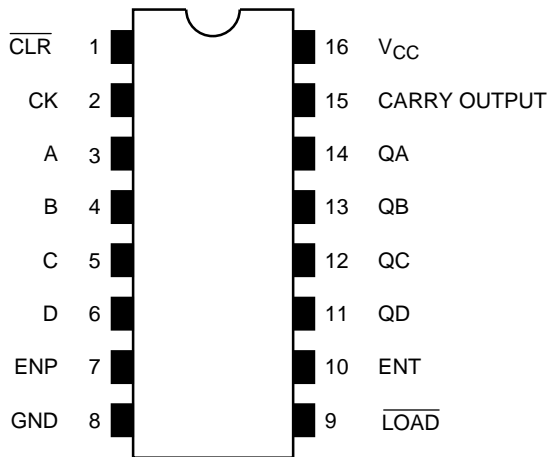 CLR 1 16 VCC
CK 2 15 CARRY OUTPUT
A 3 14 QA
B 4 13 QB
C 5 12 QC
D 6 11 QD
ENP 7 10 ENT
GND 8 9 LOAD